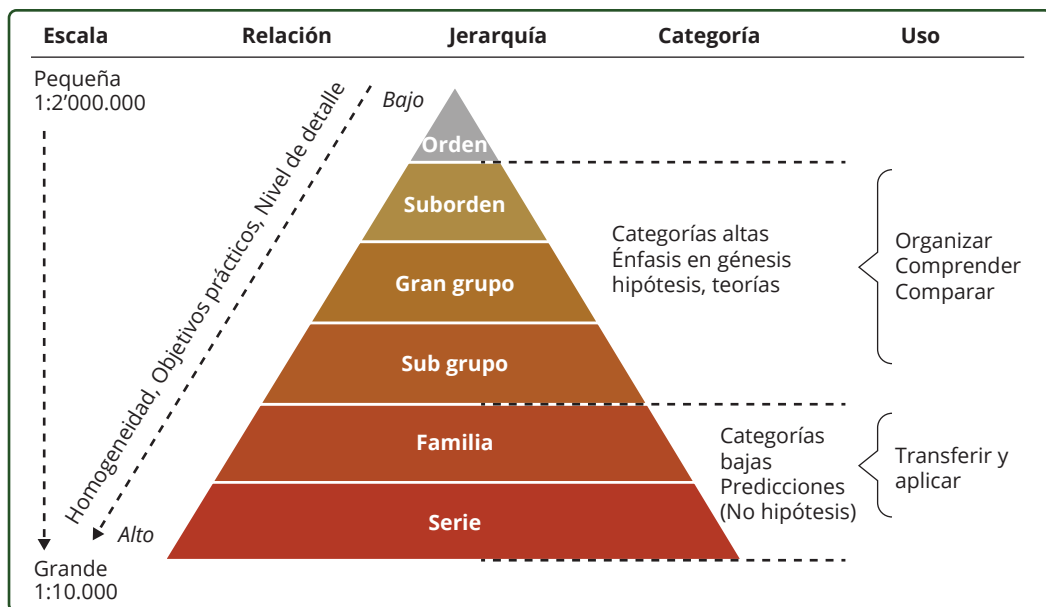 Escala Relación Jerarquía Categoría Uso
Pequeña
1:2’000.000
Homogeneidad, Objetivos prácticos, Nivel de detalle
Bajo
Orden
Suborden
Gran grupo
Sub grupo
Categorías altas
Énfasis en génesis
hipótesis, teorías
Organizar
Comprender
Comparar
Familia
Serie
Categorías
bajas
Predicciones
(No hipótesis)
Transferir y
aplicar
Alto
Grande
1:10.000